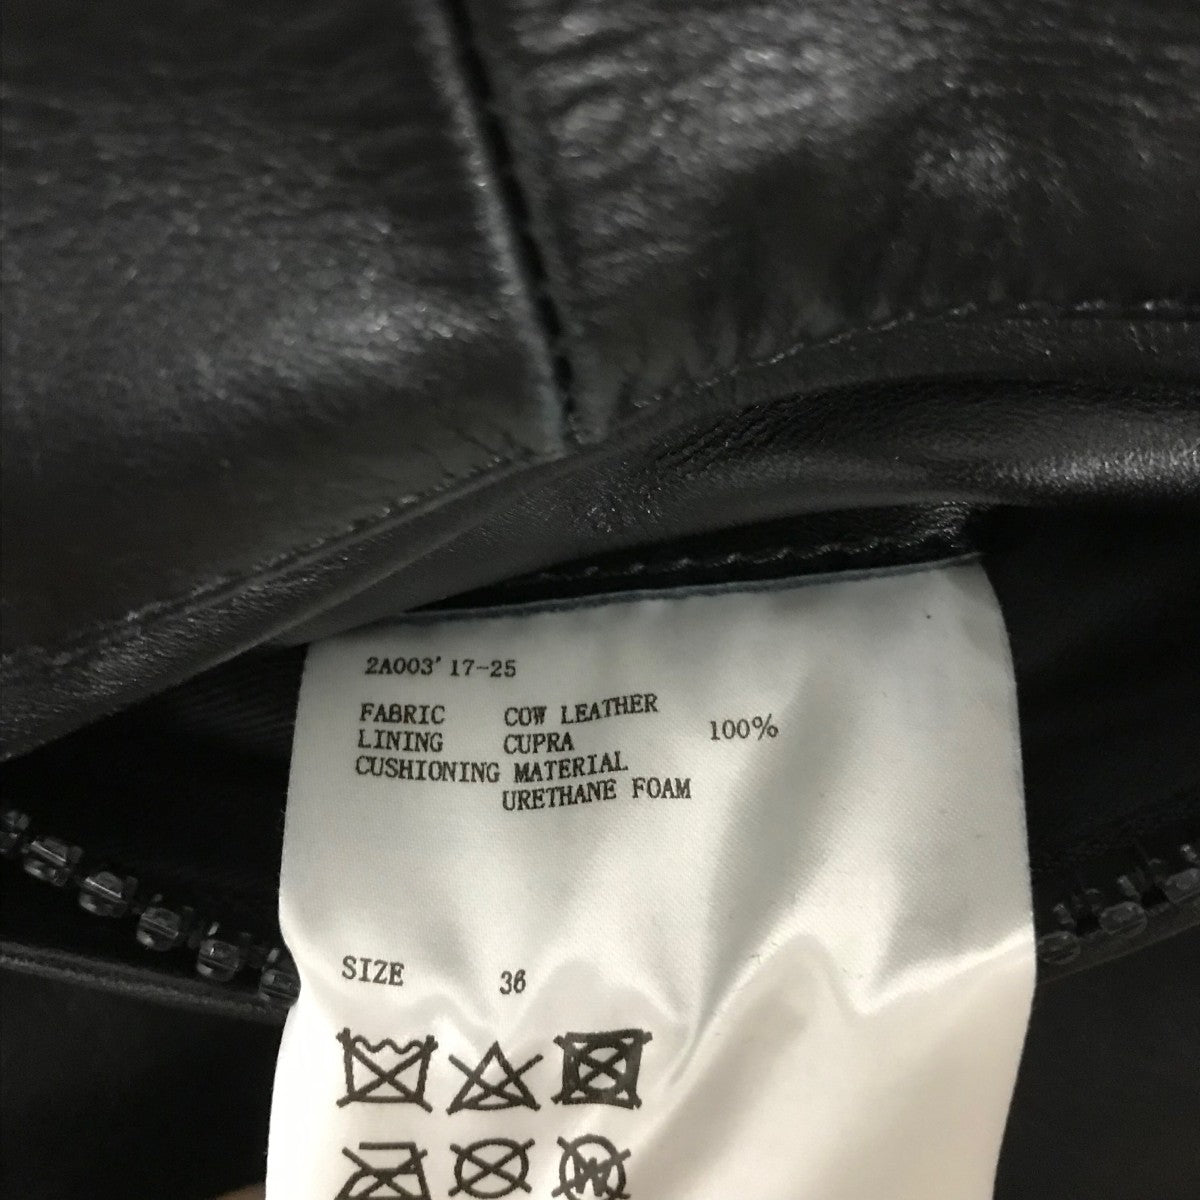 2A003' 17-25
FABRIC COW LEATHER
LINING CUPRA 100%
CUSHIONING MATERIAL
URETHANE FOAM
SIZE 36
W